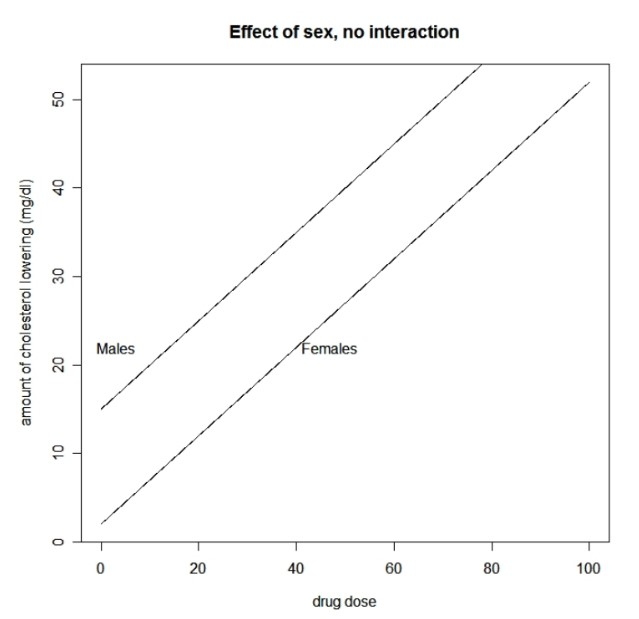 Effect of sex, no interaction
amount of cholesterol lowering (mg/dl)
50
40
30
20
10
0
Males
Females
0 20 40 60 80 100
drug dose